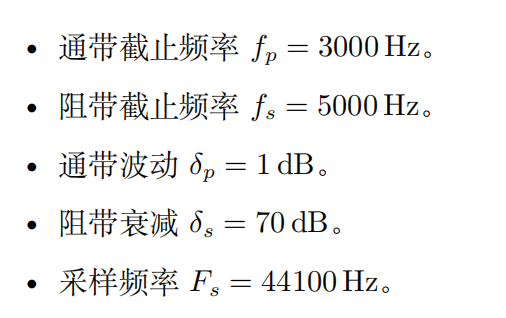 • 通带截止频率 f_p = 3000 Hz。
• 阻带截止频率 f_s = 5000 Hz。
• 通带波动 δ_p = 1 dB。
• 阻带衰减 δ_s = 70 dB。
• 采样频率 F_s = 44100 Hz。